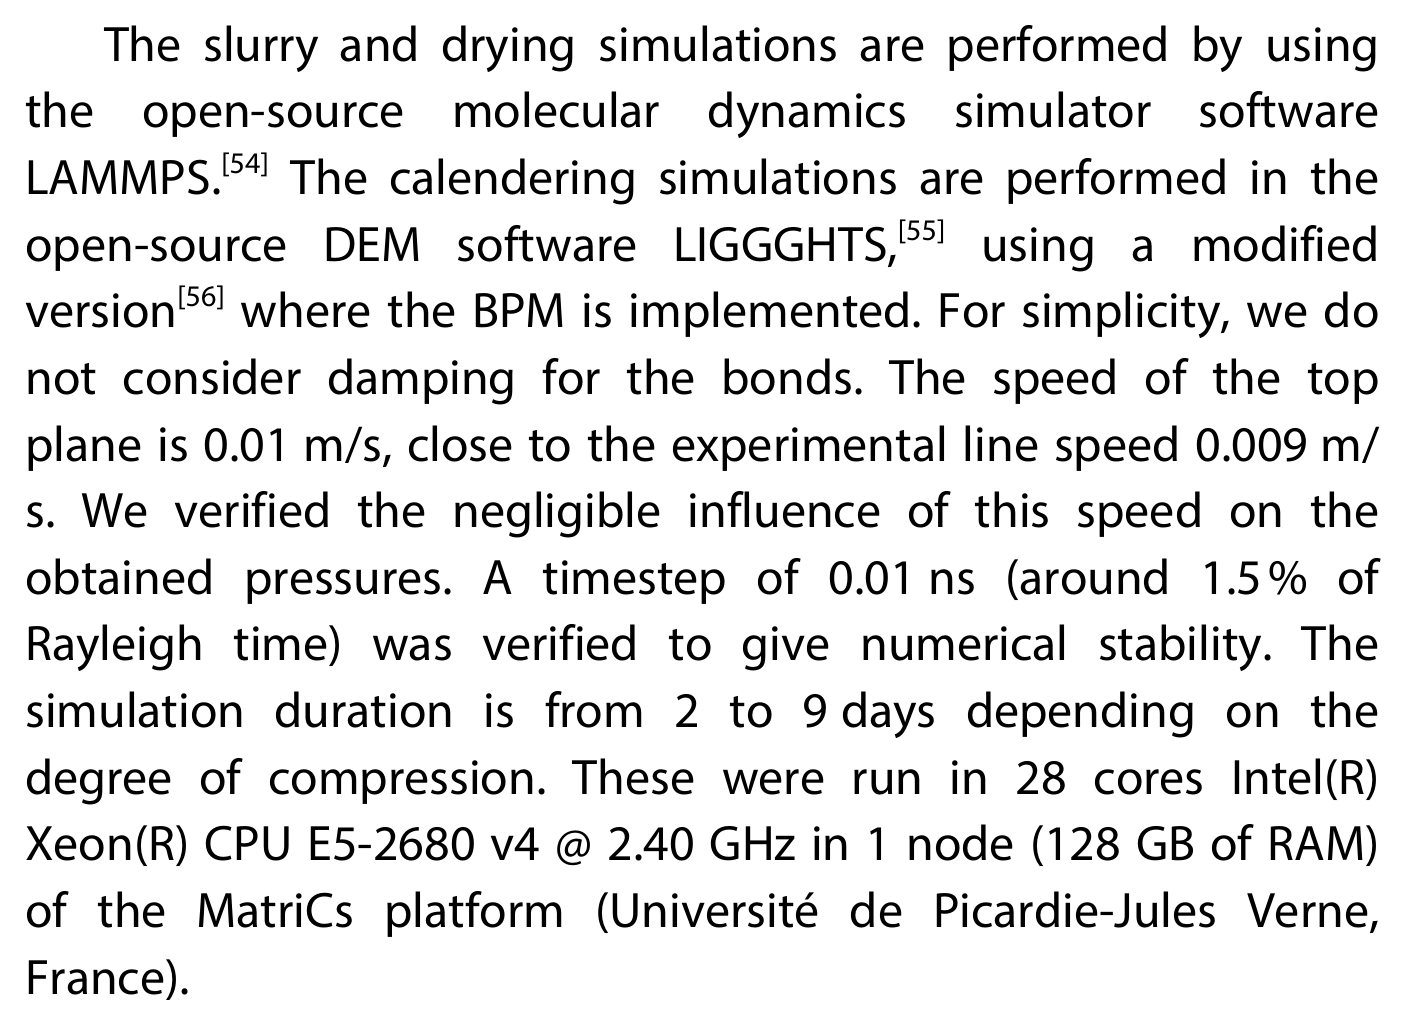 The slurry and drying simulations are performed by using
the open-source molecular dynamics simulator software
LAMMPS.[54] The calendering simulations are performed in the
open-source DEM software LIGGGHTS,[55] using a modified
version[56] where the BPM is implemented. For simplicity, we do
not consider damping for the bonds. The speed of the top
plane is 0.01 m/s, close to the experimental line speed 0.009 m/
s. We verified the negligible influence of this speed on the
obtained pressures. A timestep of 0.01 ns (around 1.5 % of
Rayleigh time) was verified to give numerical stability. The
simulation duration is from 2 to 9 days depending on the
degree of compression. These were run in 28 cores Intel(R)
Xeon(R) CPU E5-2680 v4 @ 2.40 GHz in 1 node (128 GB of RAM)
of the MatriCs platform (Université de Picardie-Jules Verne,
France).